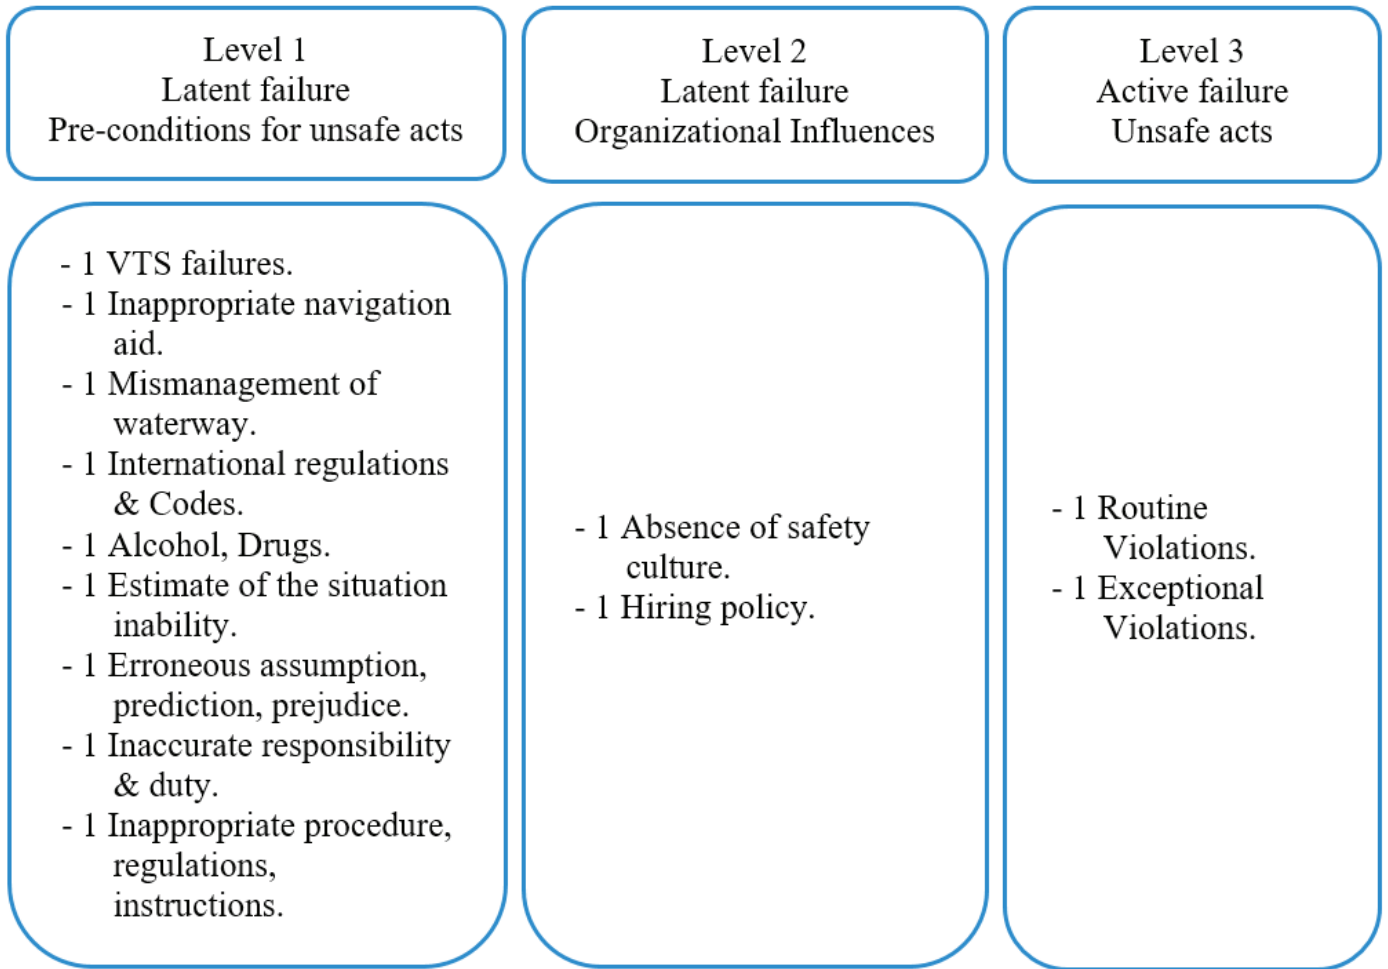 Level 1
Latent failure
Pre-conditions for unsafe acts
Level 2
Latent failure
Organizational Influences
Level 3
Active failure
Unsafe acts
- 1 VTS failures.
- 1 Inappropriate navigation
aid.
- 1 Mismanagement of
waterway.
- 1 International regulations
& Codes.
- 1 Alcohol, Drugs.
- 1 Estimate of the situation
inability.
- 1 Erroneous assumption,
prediction, prejudice.
- 1 Inaccurate responsibility
& duty.
- 1 Inappropriate procedure,
regulations,
instructions.
- 1 Absence of safety
culture.
- 1 Hiring policy.
- 1 Routine
Violations.
- 1 Exceptional
Violations.